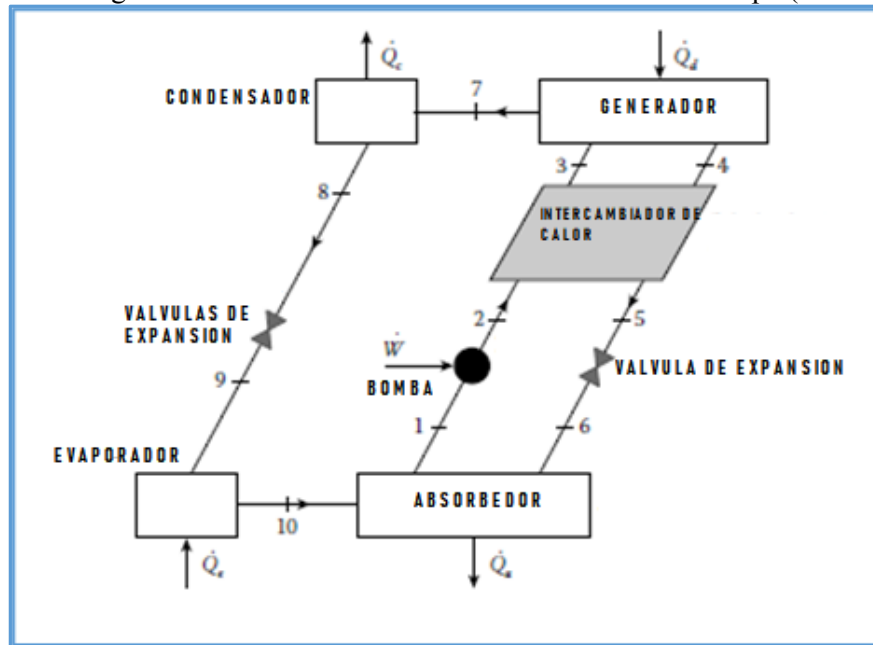 Q̇c
Q̇d
CONDENSADOR
7
GENERADOR
3
4
8
INTERCAMBIADOR DE
CALOR
VALVULAS DE
EXPANSION
2
5
Ẇ
VALVULA DE EXPANSION
9
BOMBA
1
6
EVAPORADOR
ABSORBEDOR
10
Q̇e
Q̇a